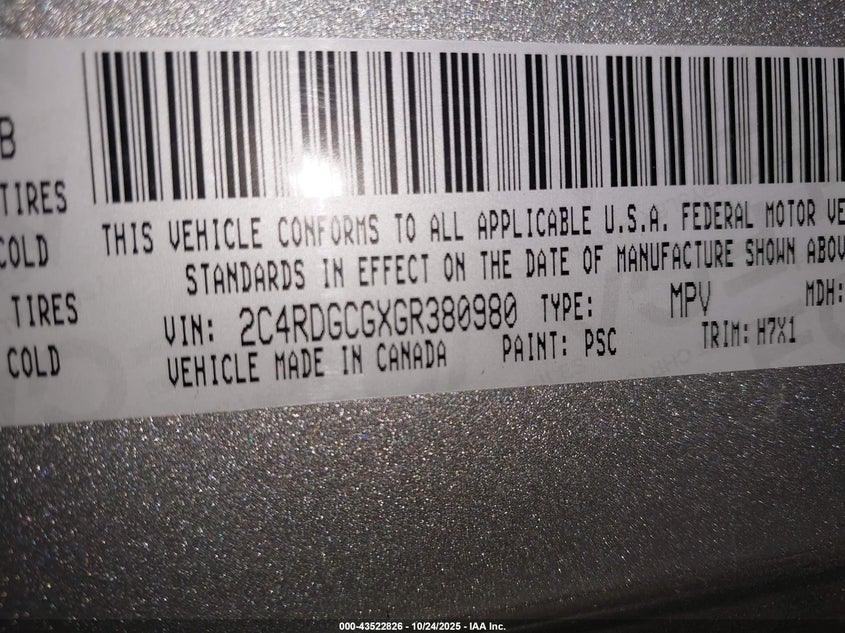 B
TIRES
COLD
TIRES
COLD
THIS VEHICLE CONFORMS TO ALL APPLICABLE U.S.A. FEDERAL MOTOR VE
STANDARDS IN EFFECT ON THE DATE OF MANUFACTURE SHOWN ABOV
VIN: 2C4RDGCGXGR380980 TYPE: MPV MDH:
VEHICLE MADE IN CANADA PAINT: PSC TRIM: H7X1
000-43522826 - 10/24/2025 - IAA Inc.